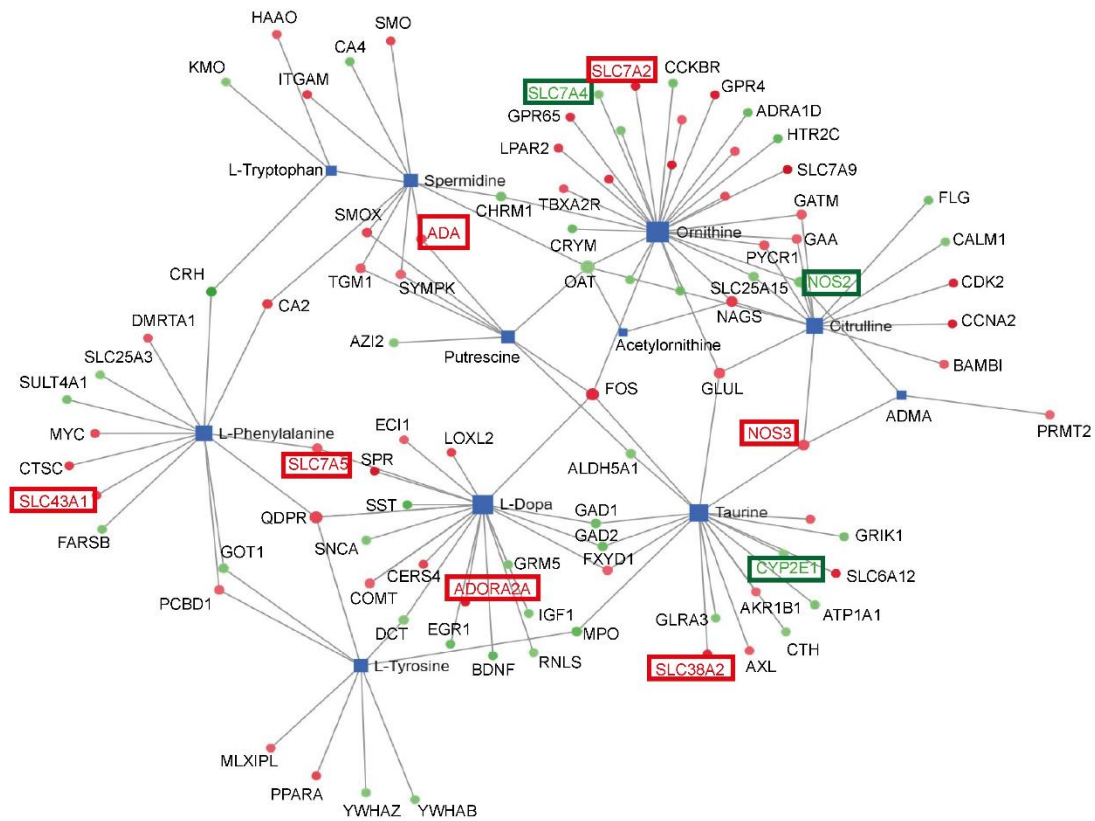 HAAO
SMO
KMO
CA4
ITGAM
SLC7A2
CCKBR
SLC7A4
GPR4
GPR65
ADRA1D
HTR2C
LPAR2
SLC7A9
L-Tryptophan
Spermidine
TBXA2R
CHRM1
GATM
FLG
SMOX
ADA
Ornithine
CRYM
GAA
PYCR1
CALM1
CRH
TGM1
SYMPK
OAT
SLC25A15
NOS2
CDK2
CA2
NAGS
DMRTA1
Citrulline
CCNA2
AZI2
Putrescine
Acetylornithine
SLC25A3
BAMBI
SULT4A1
FOS
GLUL
ADMA
PRMT2
MYC
L-Phenylalanine
ECI1
LOXL2
NOS3
CTSC
SLC7A5
SPR
ALDH5A1
SLC43A1
SST
L-Dopa
GAD1
Taurine
QDPR
GAD2
GRIK1
FARSB
SNCA
FXYD1
GOT1
CERS4
GRM5
CYP2E1
SLC6A12
PCBD1
COMT
ADORA2A
AKR1B1
IGF1
ATP1A1
DCT
EGR1
MPO
GLRA3
CTH
L-Tyrosine
BDNF
RNLS
SLC38A2
AXL
MLXIPL
PPARA
YWHAZ
YWHAB